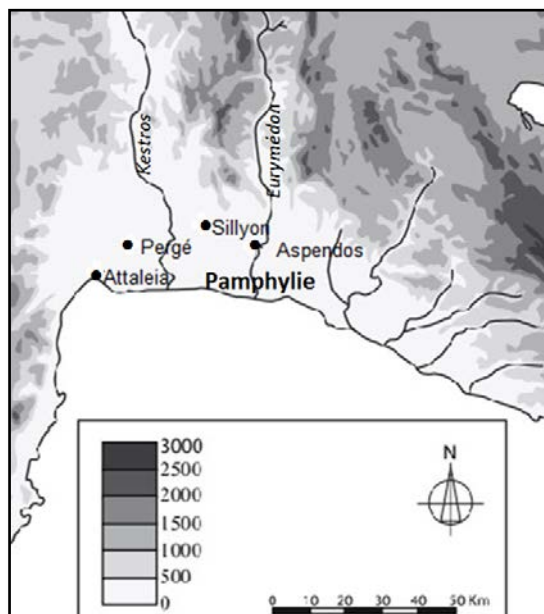 Kestros
Eurymédon
Sillyon
Pergé
Aspendos
Attaleia
Pamphylie
3000
2500
2000
1500
1000
500
0
N
0 10 20 30 40 50 Km